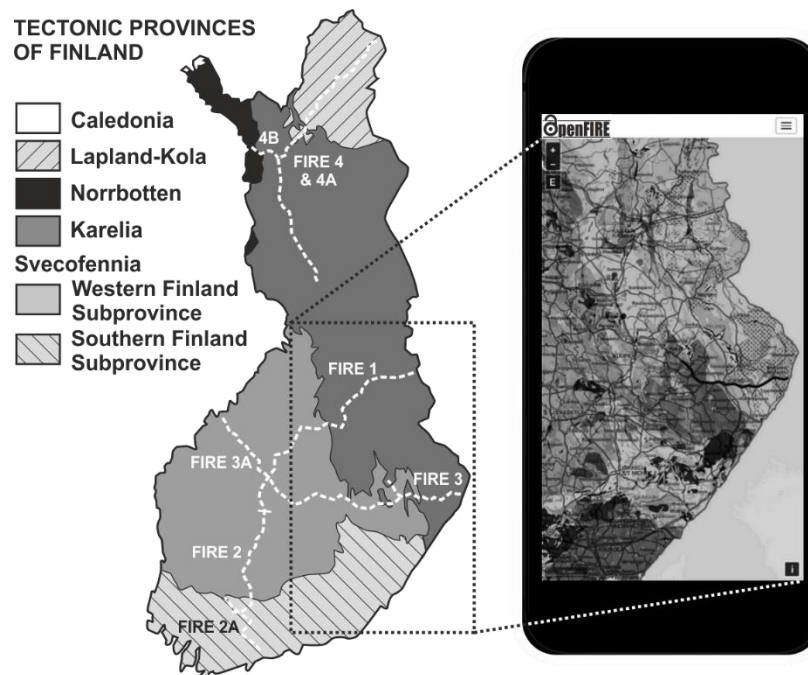 TECTONIC PROVINCES
OF FINLAND
Caledonia
Lapland-Kola
Norrbotten
Karelia
Svecofennia
Western Finland
Subprovince
Southern Finland
Subprovince
4B
FIRE 4
& 4A
FIRE 1
FIRE 3A
FIRE 3
FIRE 2
FIRE 2A
OpenFIRE
+
−
E
i